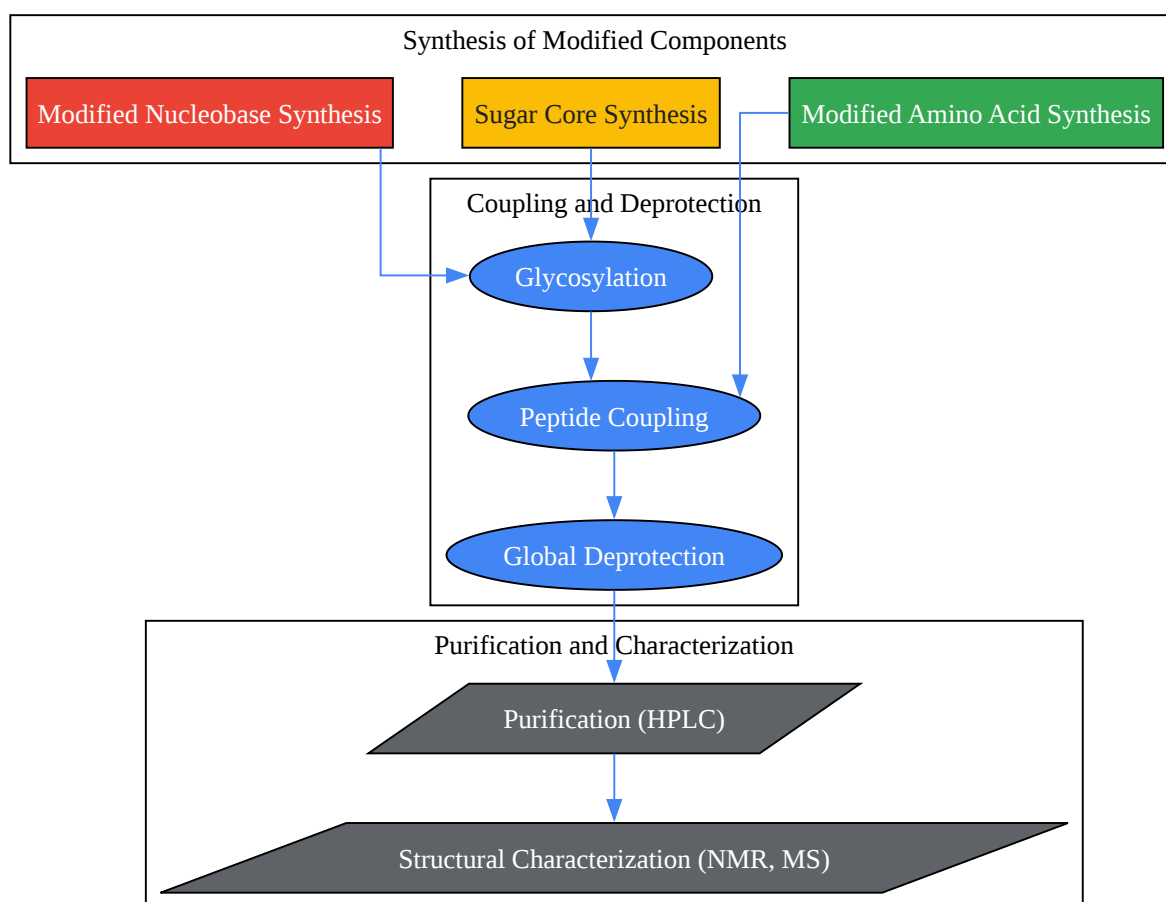 Synthesis of Modified Components
Modified Nucleobase Synthesis
Sugar Core Synthesis
Modified Amino Acid Synthesis
Coupling and Deprotection
Glycosylation
Peptide Coupling
Global Deprotection
Purification and Characterization
Purification (HPLC)
Structural Characterization (NMR, MS)